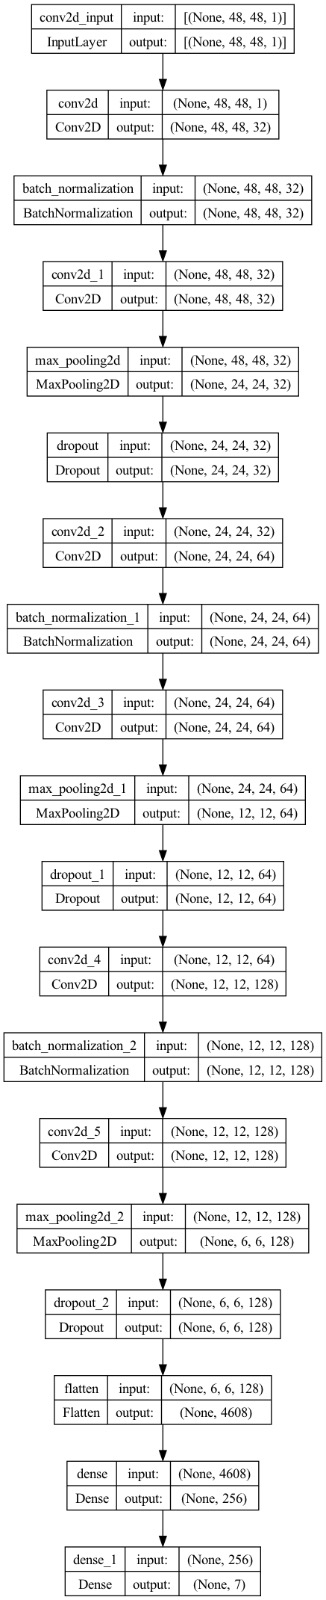 conv2d_input input: [(None, 48, 48, 1)]
InputLayer output: [(None, 48, 48, 1)]
conv2d input: (None, 48, 48, 1)
Conv2D output: (None, 48, 48, 32)
batch_normalization input: (None, 48, 48, 32)
BatchNormalization output: (None, 48, 48, 32)
conv2d_1 input: (None, 48, 48, 32)
Conv2D output: (None, 48, 48, 32)
max_pooling2d input: (None, 48, 48, 32)
MaxPooling2D output: (None, 24, 24, 32)
dropout input: (None, 24, 24, 32)
Dropout output: (None, 24, 24, 32)
conv2d_2 input: (None, 24, 24, 32)
Conv2D output: (None, 24, 24, 64)
batch_normalization_1 input: (None, 24, 24, 64)
BatchNormalization output: (None, 24, 24, 64)
conv2d_3 input: (None, 24, 24, 64)
Conv2D output: (None, 24, 24, 64)
max_pooling2d_1 input: (None, 24, 24, 64)
MaxPooling2D output: (None, 12, 12, 64)
dropout_1 input: (None, 12, 12, 64)
Dropout output: (None, 12, 12, 64)
conv2d_4 input: (None, 12, 12, 64)
Conv2D output: (None, 12, 12, 128)
batch_normalization_2 input: (None, 12, 12, 128)
BatchNormalization output: (None, 12, 12, 128)
conv2d_5 input: (None, 12, 12, 128)
Conv2D output: (None, 12, 12, 128)
max_pooling2d_2 input: (None, 12, 12, 128)
MaxPooling2D output: (None, 6, 6, 128)
dropout_2 input: (None, 6, 6, 128)
Dropout output: (None, 6, 6, 128)
flatten input: (None, 6, 6, 128)
Flatten output: (None, 4608)
dense input: (None, 4608)
Dense output: (None, 256)
dense_1 input: (None, 256)
Dense output: (None, 7)